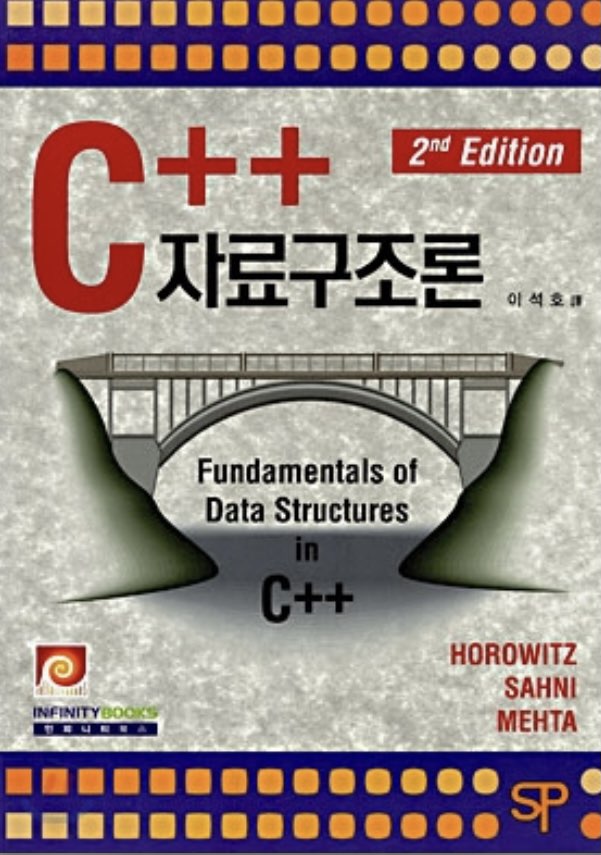 C++
2nd Edition
자료구조론
이석호 譯
Fundamentals of
Data Structures
in
C++
HOROWITZ
SAHNI
MEHTA
INFINITYBOOKS
인피니티북스
SP